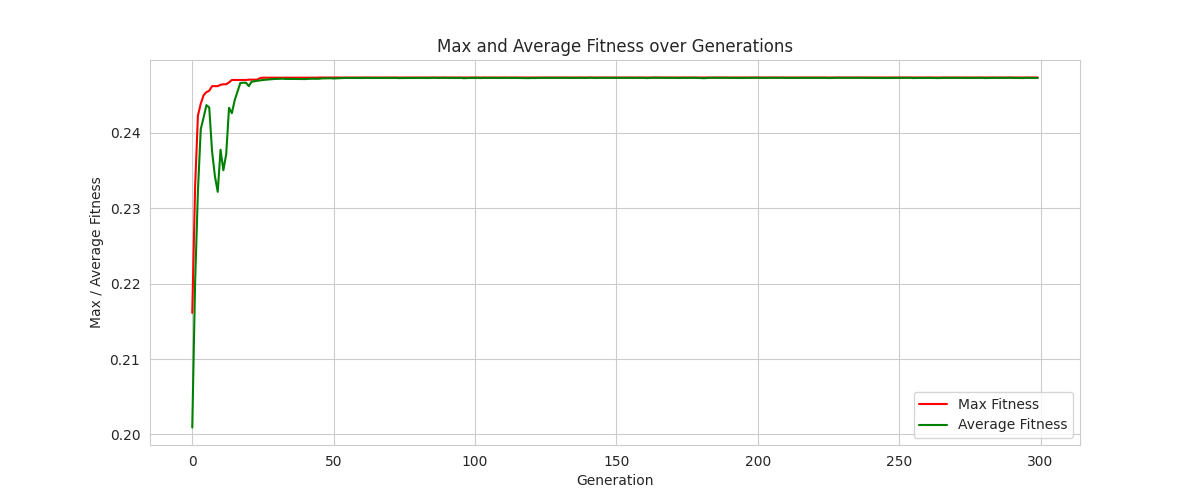 Max and Average Fitness over Generations
Max / Average Fitness
0.24
0.23
0.22
0.21
0.20
0
50
100
150
200
250
300
Generation
Max Fitness
Average Fitness